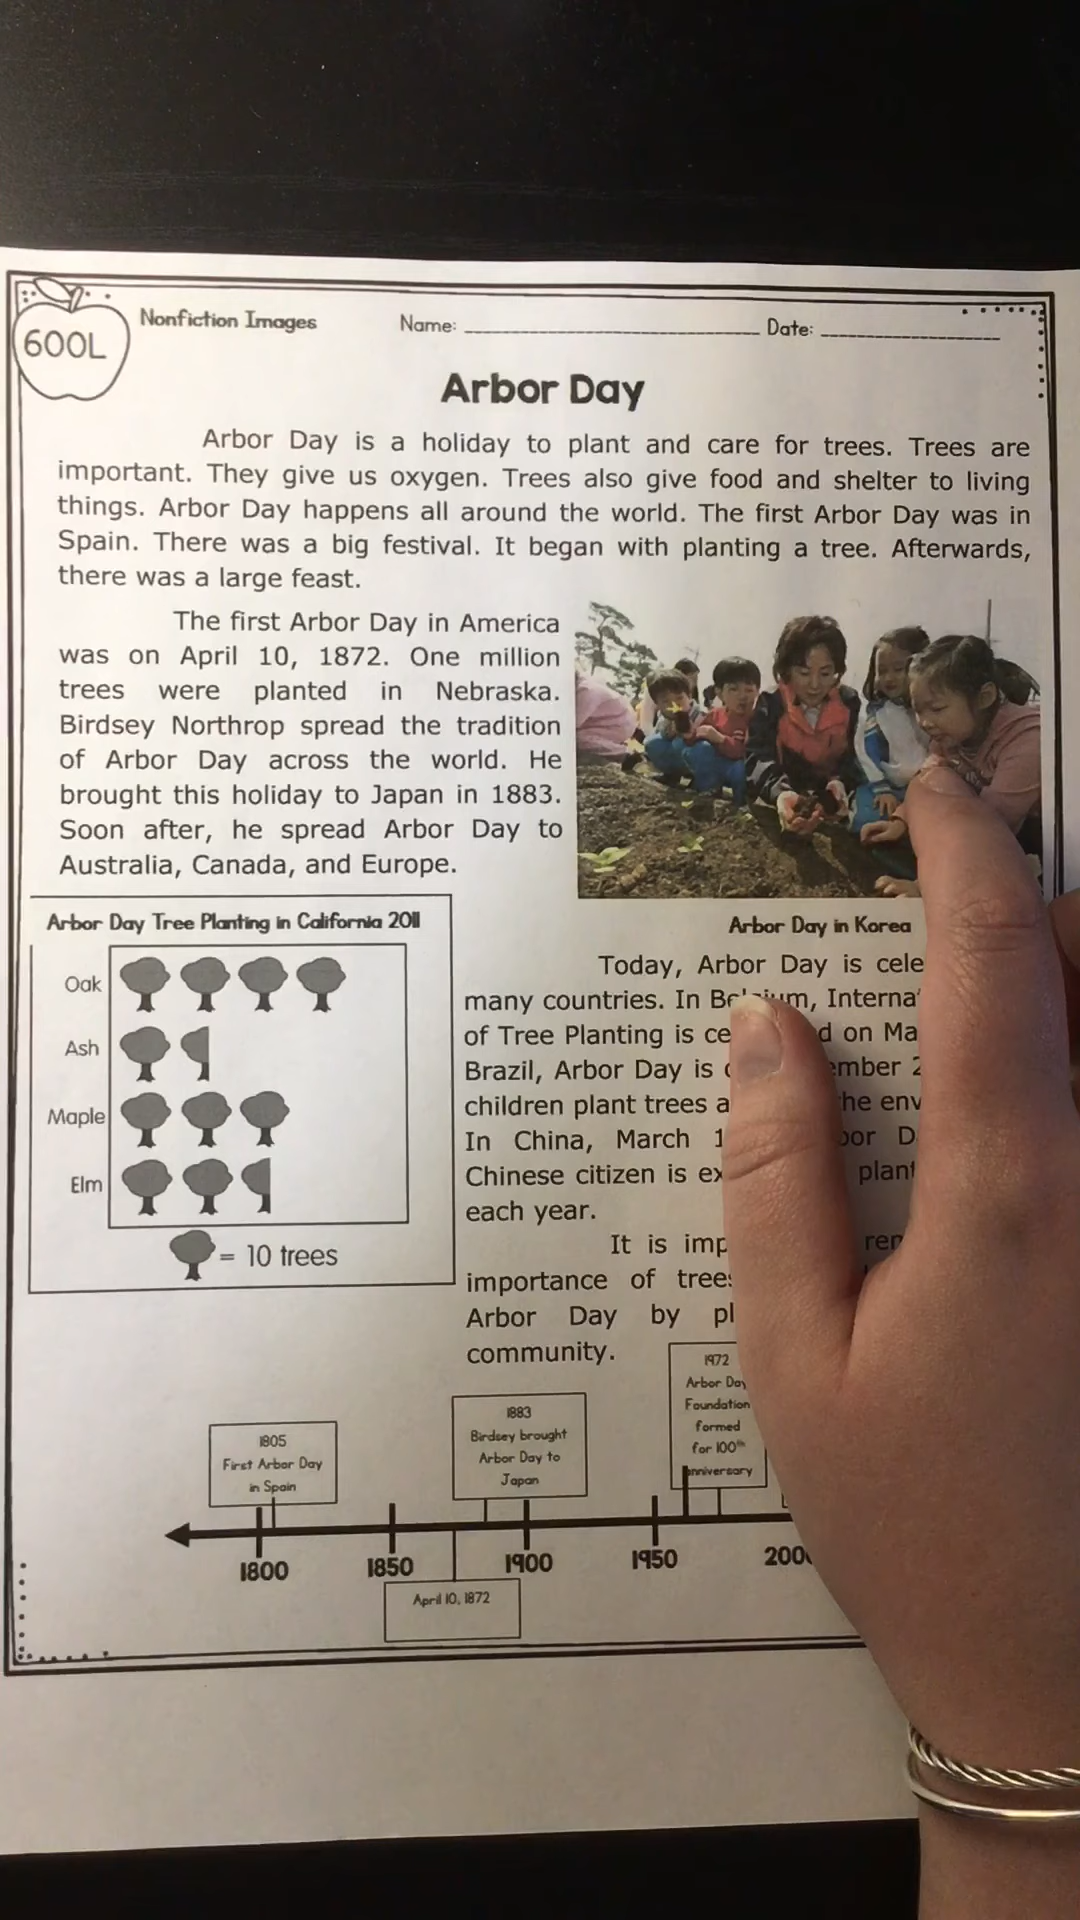 600L
Nonfiction Images Name: Date:
Arbor Day
Arbor Day is a holiday to plant and care for trees. Trees are
important. They give us oxygen. Trees also give food and shelter to living
things. Arbor Day happens all around the world. The first Arbor Day was in
Spain. There was a big festival. It began with planting a tree. Afterwards,
there was a large feast.
The first Arbor Day in America
was on April 10, 1872. One million
trees were planted in Nebraska.
Birdsey Northrop spread the tradition
of Arbor Day across the world. He
brought this holiday to Japan in 1883.
Soon after, he spread Arbor Day to
Australia, Canada, and Europe.
Arbor Day in Korea
Arbor Day Tree Planting in California 2011
Oak
Ash
Maple
Elm
= 10 trees
Today, Arbor Day is
many countries. In
of Tree Planting is on
Brazil, Arbor Day is
children plant trees
In China, March
Chinese citizen is
each year.
It is
importance of
Arbor Day by
community.
1805
First Arbor Day
in Spain
1883
Birdsey brought
Arbor Day to
Japan
1972
Arbor Day
Foundation
formed
for 100th
anniversary
1800 1850 1900 1950
April 10, 1872